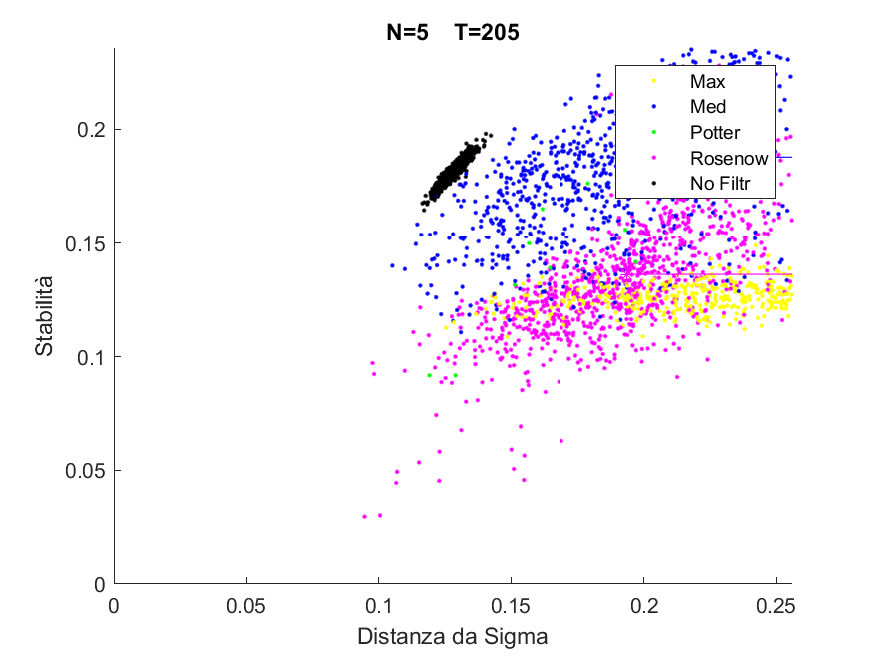 N=5 T=205
Stabilità
0.2
0.15
0.1
0.05
0
Max
Med
Potter
Rosenow
No Filtr
0 0.05 0.1 0.15 0.2 0.25
Distanza da Sigma